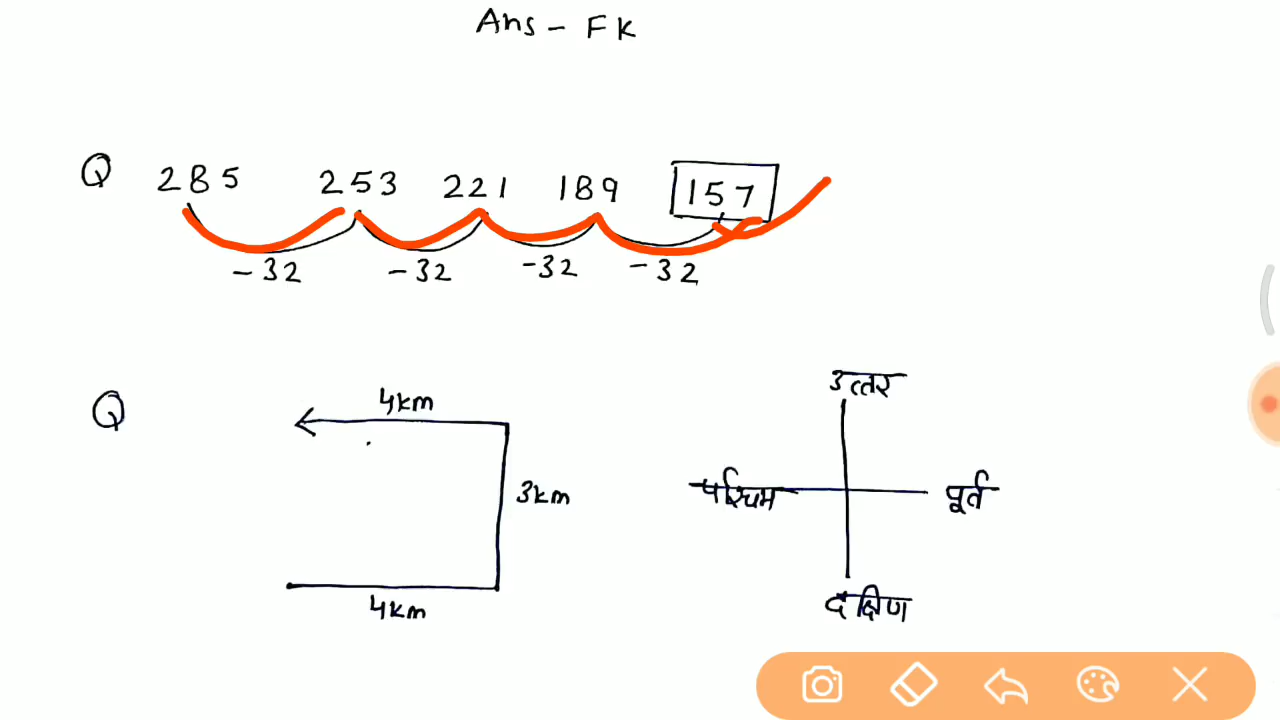 Ans - FK
Q 285 253 221 189 157
-32 -32 -32 -32
Q
4km
3km
4km
उत्तर
पश्चिम
पूर्व
दक्षिण